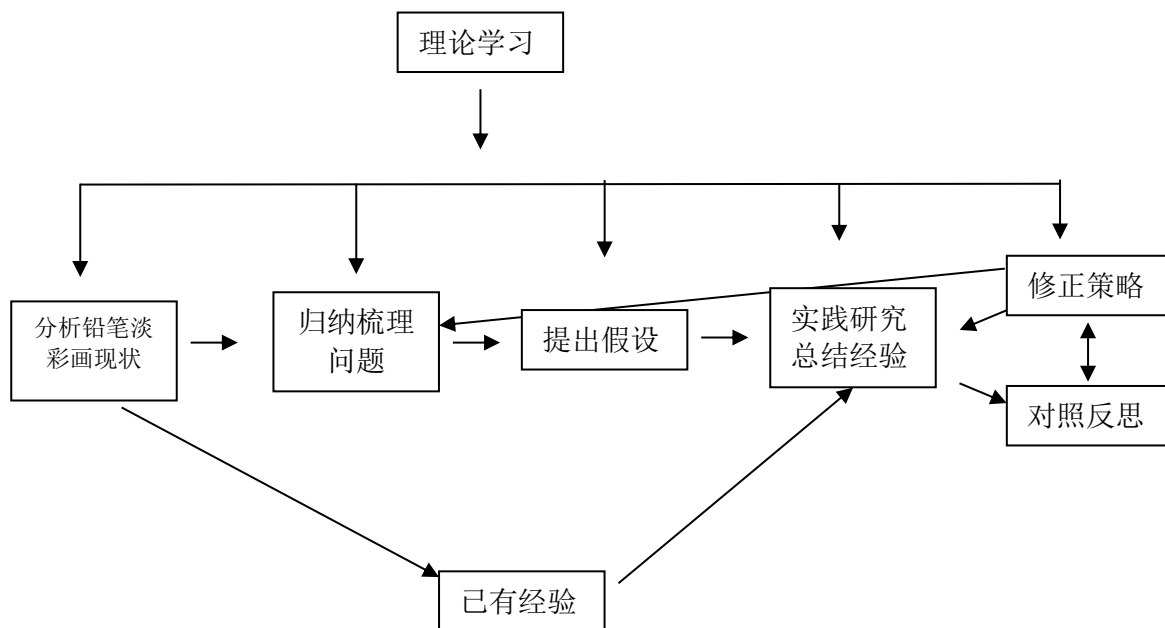 理论学习
修正策略
分析铅笔淡
彩画现状
归纳梳理
问题
提出假设
实践研究
总结经验
对照反思
已有经验